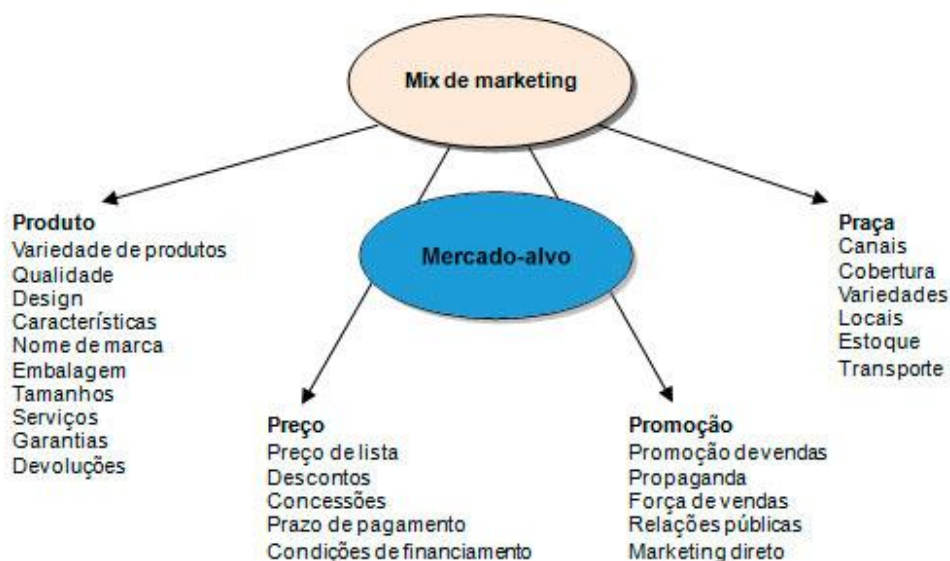 Mix de marketing
Mercado-alvo
Produto
Variedade de produtos
Qualidade
Design
Características
Nome de marca
Embalagem
Tamanhos
Serviços
Garantias
Devoluções
Preço
Preço de lista
Descontos
Concessões
Prazo de pagamento
Condições de financiamento
Promoção
Promoção de vendas
Propaganda
Força de vendas
Relações públicas
Marketing direto
Praça
Canais
Cobertura
Variedades
Locais
Estoque
Transporte